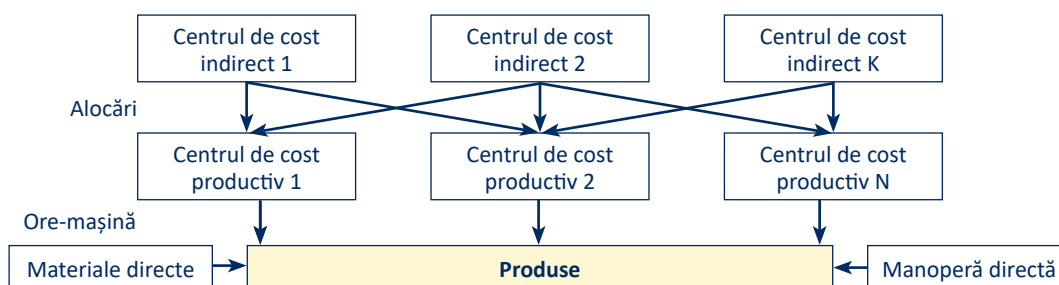 Centrul de cost
indirect 1
Centrul de cost
indirect 2
Centrul de cost
indirect K
Alocări
Centrul de cost
productiv 1
Centrul de cost
productiv 2
Centrul de cost
productiv N
Ore-mașină
Materiale directe
Produse
Manoperă directă